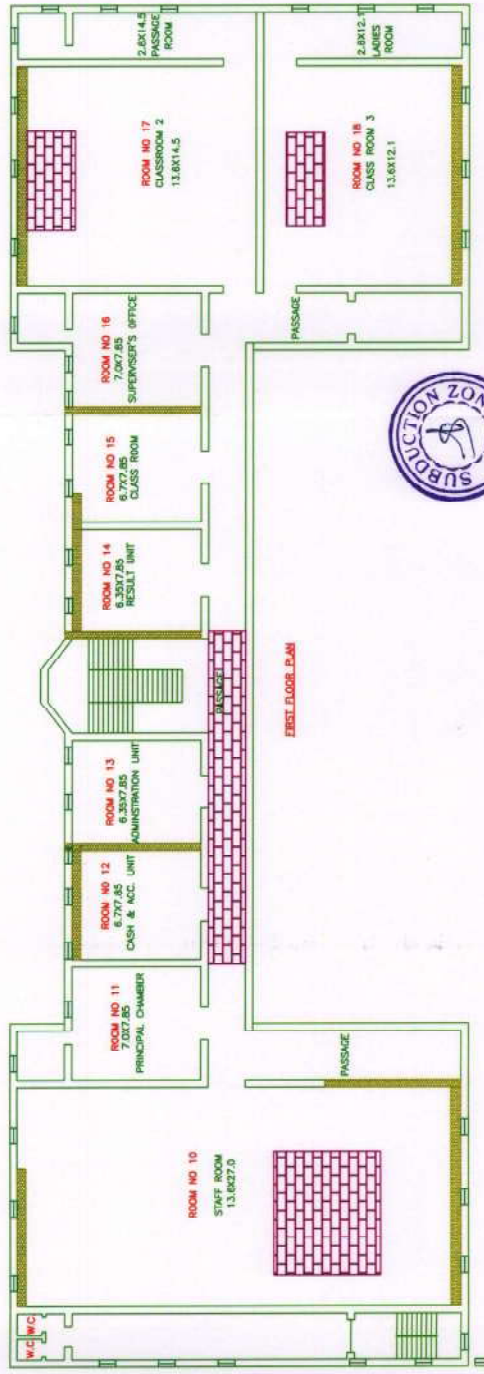 W.C
W.C
ROOM NO 10
STAFF ROOM
13.6X27.0
PASSAGE
ROOM NO 11
7.0X7.85
PRINCIPAL CHAMBER
ROOM NO 12
6.7X7.85
CASH & ACC. UNIT
ROOM NO 13
6.35X7.85
ADMINSTRATION UNIT
PASSAGE
FIRST FLOOR PLAN
ROOM NO 14
6.35X7.85
RESULT UNIT
ROOM NO 15
6.7X7.85
CLASS ROOM
ROOM NO 16
7.0X7.85
SUPERVISER'S OFFICE
PASSAGE
ROOM NO 17
CLASSROOM 2
13.6X14.5
2.6X14.5
PASSAGE
ROOM
ROOM NO 18
CLASS ROOM 3
13.6X12.1
2.6X12.1
LADIES
ROOM
SUBDUCTION ZON